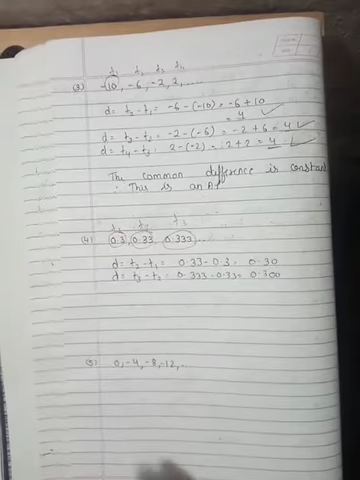 t₁ t₂ t₃ t₄
(3) -10, -6, -2, 2, .....
d = t₂ - t₁ = -6 - (-10) = -6 + 10
= 4
d = t₃ - t₂ = -2 - (-6) = -2 + 6 = 4
d = t₄ - t₃ = 2 - (-2) = 2 + 2 = 4
The common difference is constant
∴ This is an AP
t₁ t₂ t₃
(4) 0.3, 0.33, 0.333...
d = t₂ - t₁ = 0.33 - 0.3 = 0.30
d = t₃ - t₂ = 0.333 - 0.33 = 0.300
(5) 0, -4, -8, -12, ..